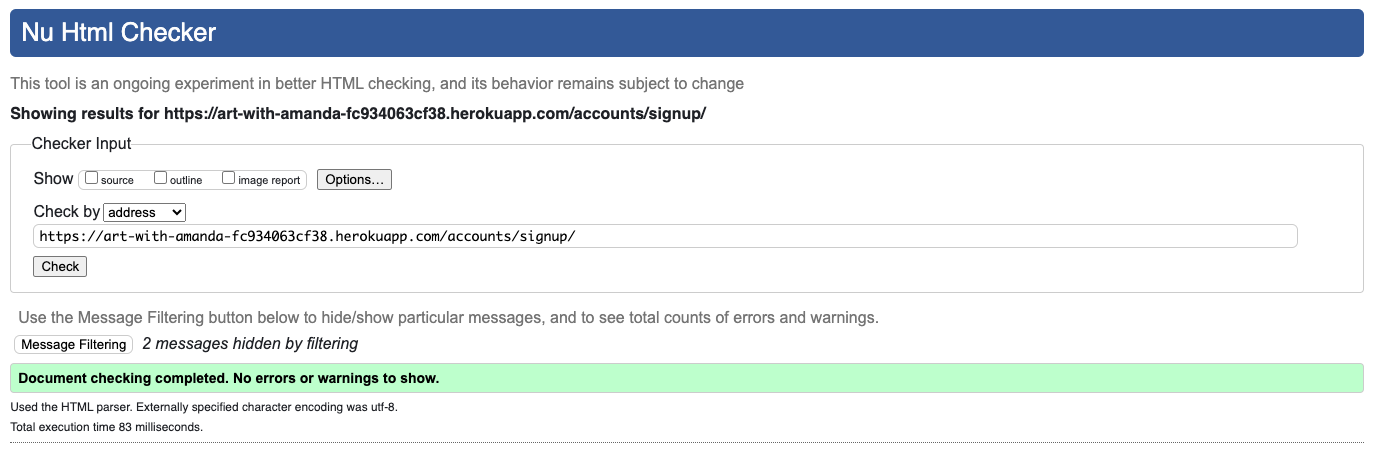 Nu Html Checker
This tool is an ongoing experiment in better HTML checking, and its behavior remains subject to change
Showing results for https://art-with-amanda-fc934063cf38.herokuapp.com/accounts/signup/
Checker Input
Show source outline image report Options...
Check by address
https://art-with-amanda-fc934063cf38.herokuapp.com/accounts/signup/
Check
Use the Message Filtering button below to hide/show particular messages, and to see total counts of errors and warnings.
Message Filtering 2 messages hidden by filtering
Document checking completed. No errors or warnings to show.
Used the HTML parser. Externally specified character encoding was utf-8.
Total execution time 83 milliseconds.